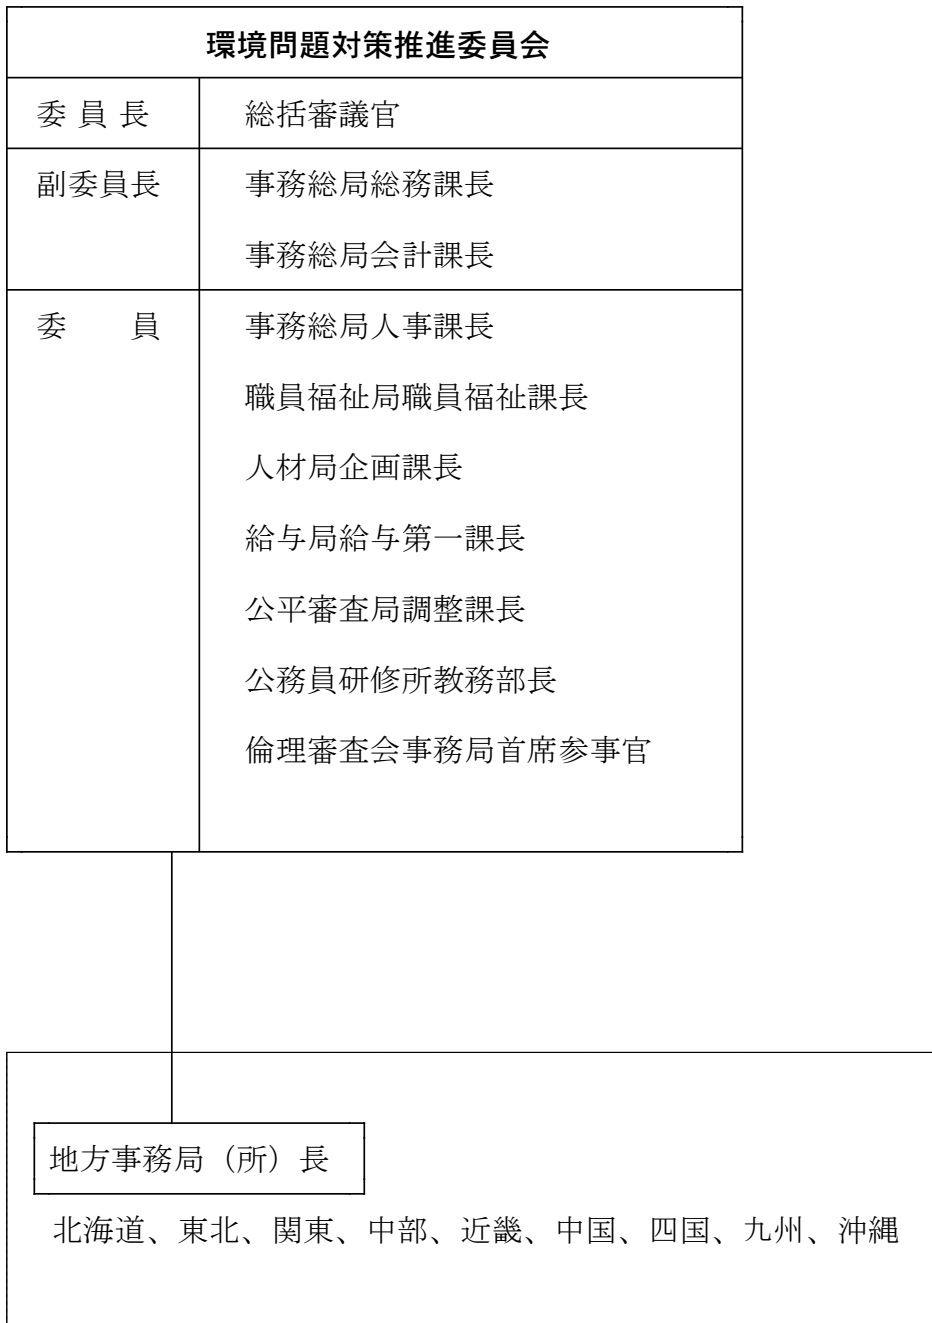 環境問題対策推進委員会
委員長 総括審議官
副委員長 事務総局総務課長
事務総局会計課長
委員 事務総局人事課長
職員福祉局職員福祉課長
人材局企画課長
給与局給与第一課長
公平審査局調整課長
公務員研修所教務部長
倫理審査会事務局首席参事官
地方事務局（所）長
北海道、東北、関東、中部、近畿、中国、四国、九州、沖縄